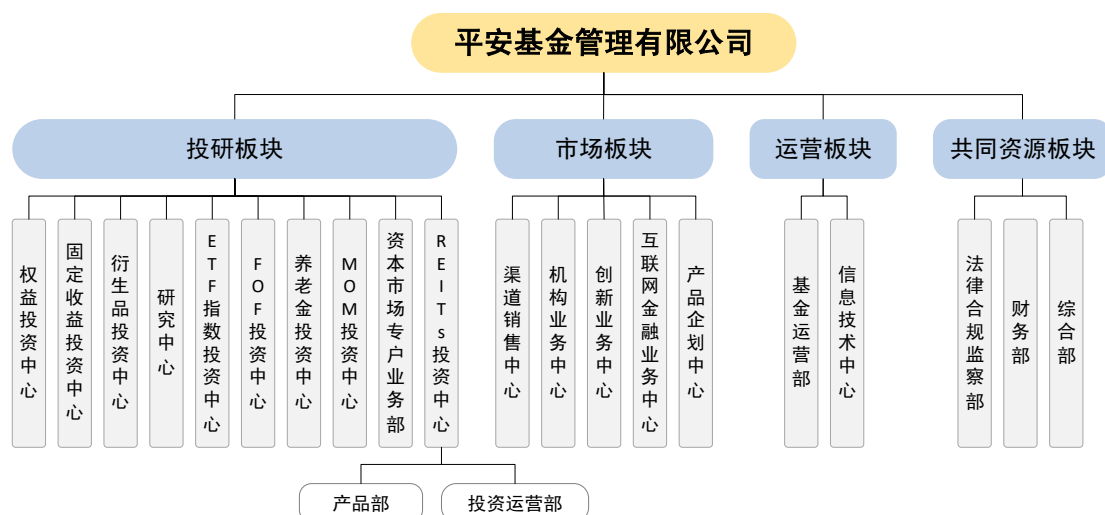 平安基金管理有限公司
投研板块
市场板块
运营板块
共同资源板块
权益投资中心
固定收益投资中心
衍生品投资中心
研究中心
ETF指数投资中心
FOF投资中心
养老金投资中心
MOM投资中心
资本市场专户业务部
REITs投资中心
渠道销售中心
机构业务中心
创新业务中心
互联网金融业务中心
产品企划中心
基金运营部
信息技术中心
法律合规监察部
财务部
综合部
产品部
投资运营部